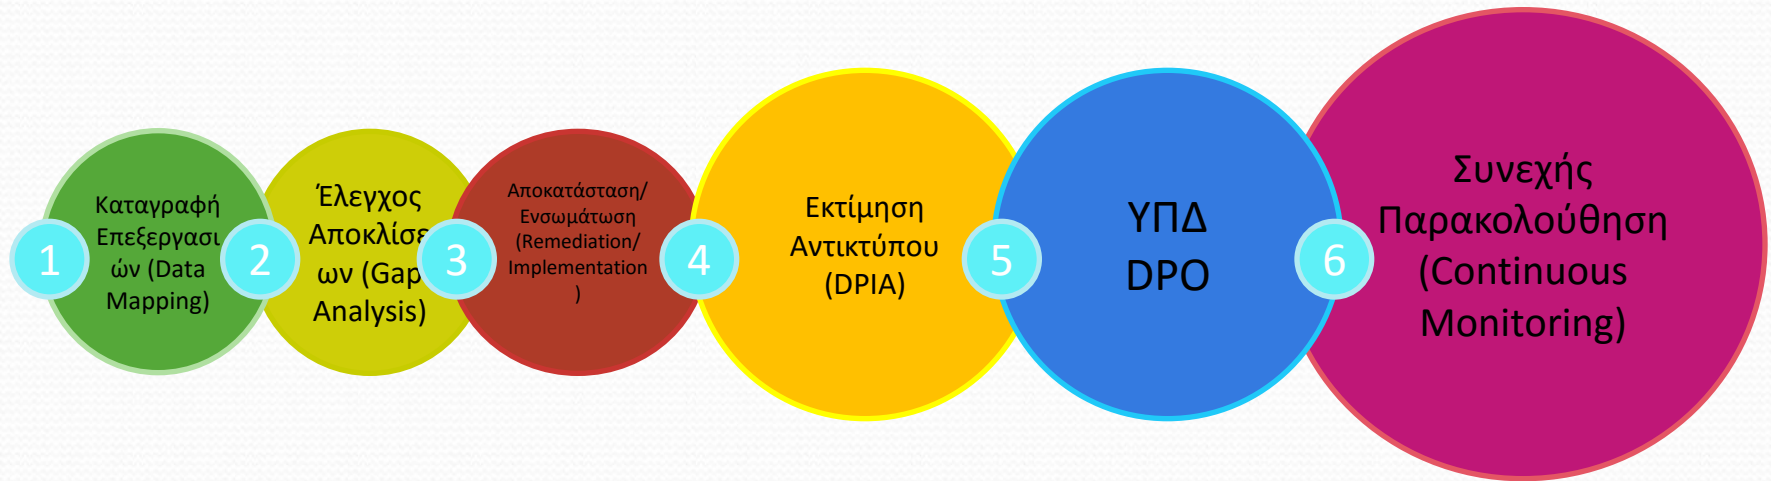 1
Καταγραφή
Επεξεργασι
ών (Data
Mapping)
2
Έλεγχος
Αποκλίσε
ων (Gap
Analysis)
3
Αποκατάσταση/
Ενσωμάτωση
(Remediation/
Implementation
)
4
Εκτίμηση
Αντικτύπου
(DPIA)
5
ΥΠΔ
DPO
6
Συνεχής
Παρακολούθηση
(Continuous
Monitoring)